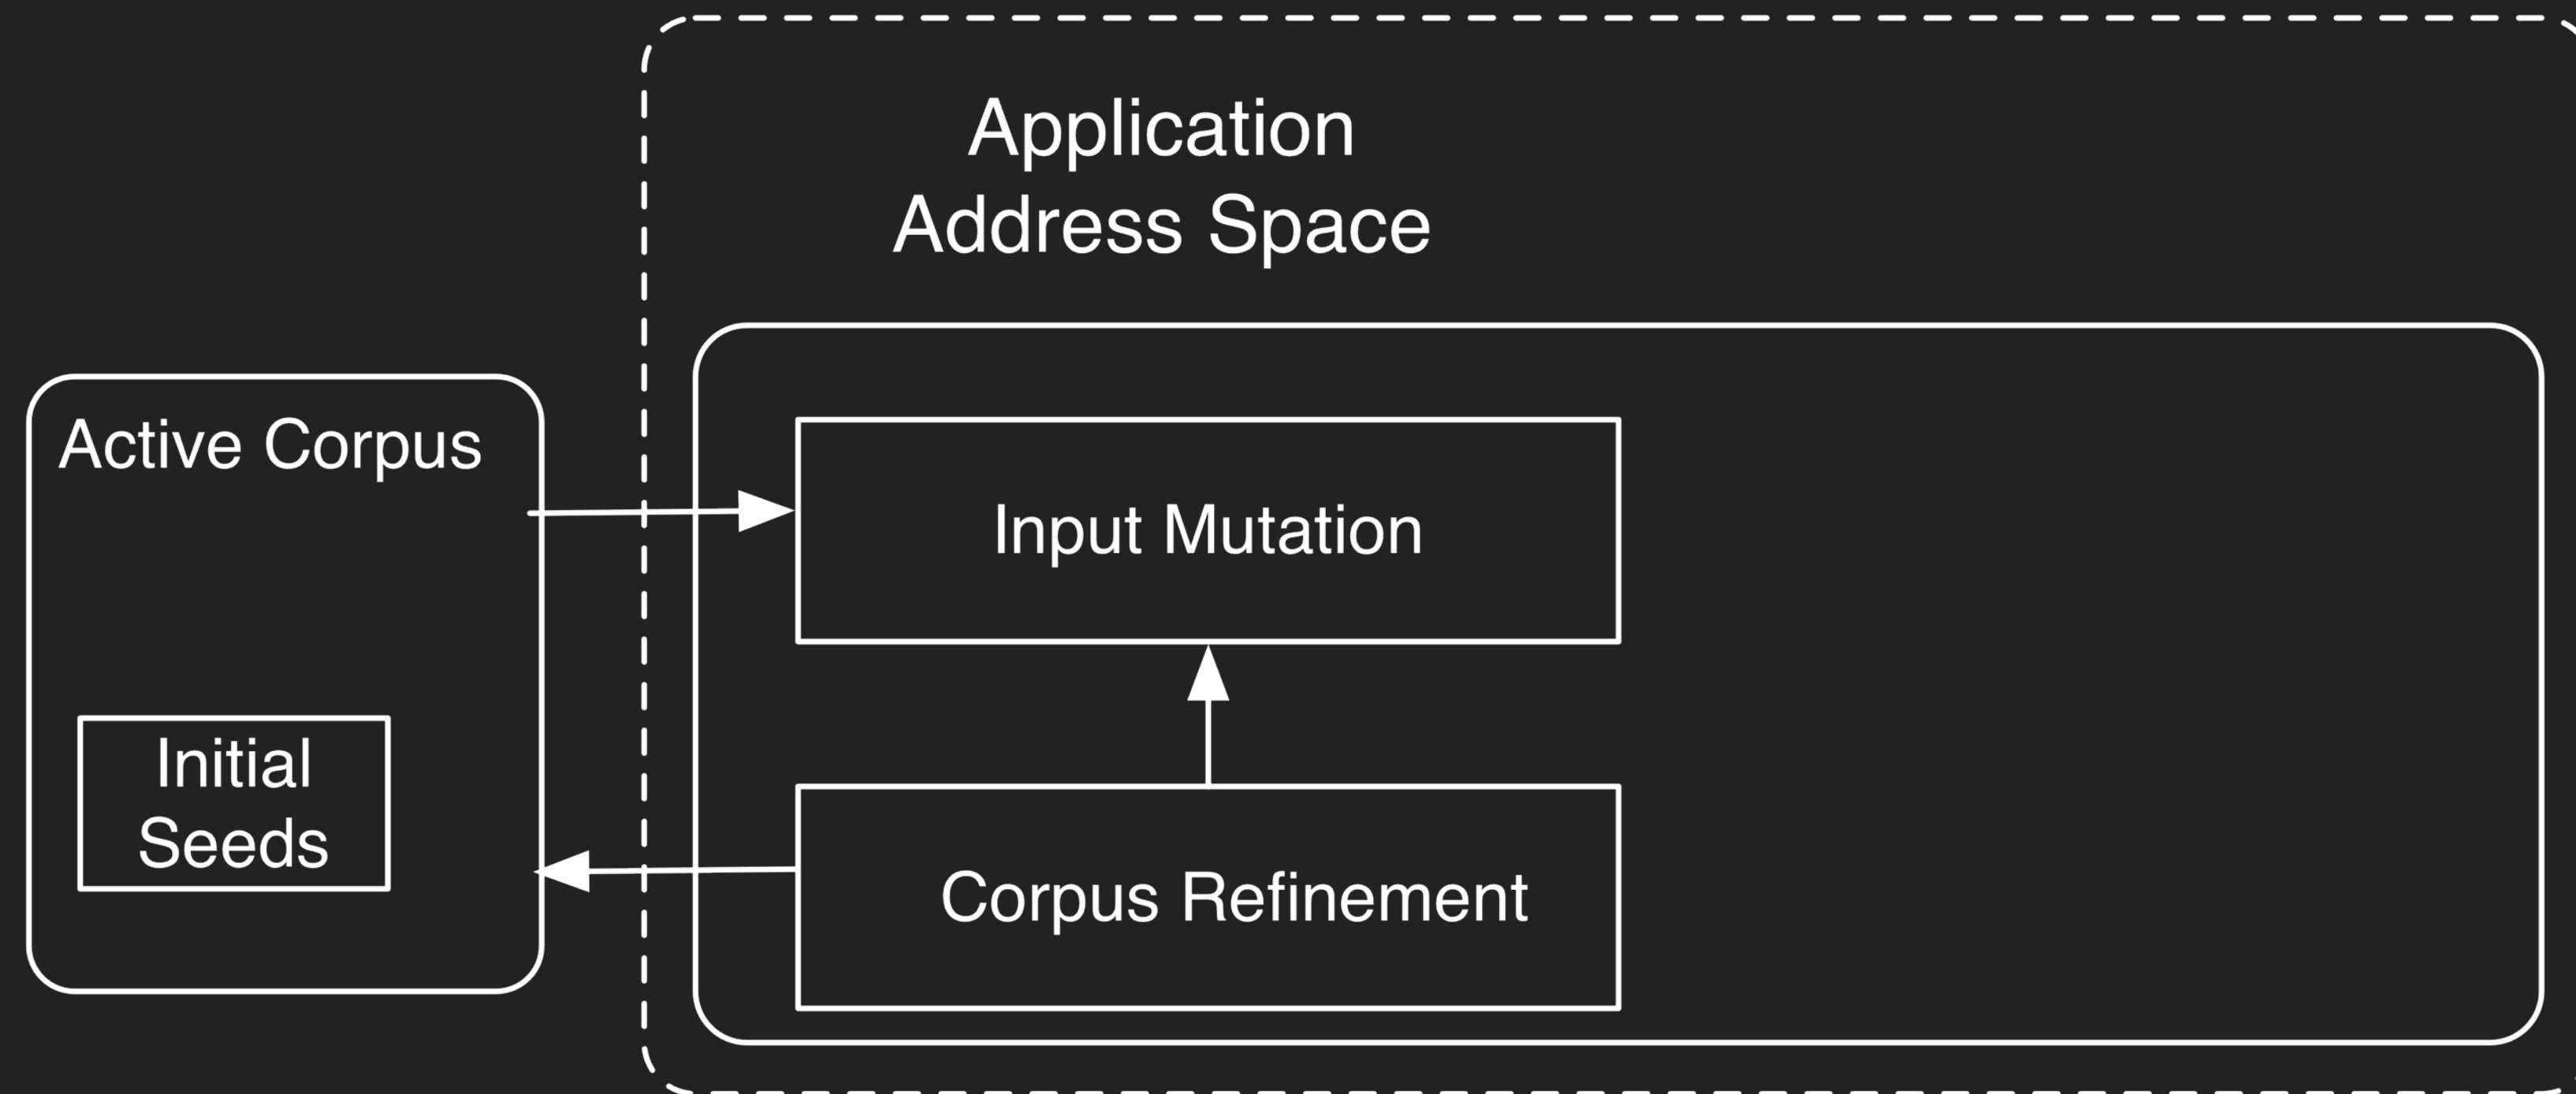 Application
Address Space
Active Corpus
Input Mutation
Initial
Seeds
Corpus Refinement